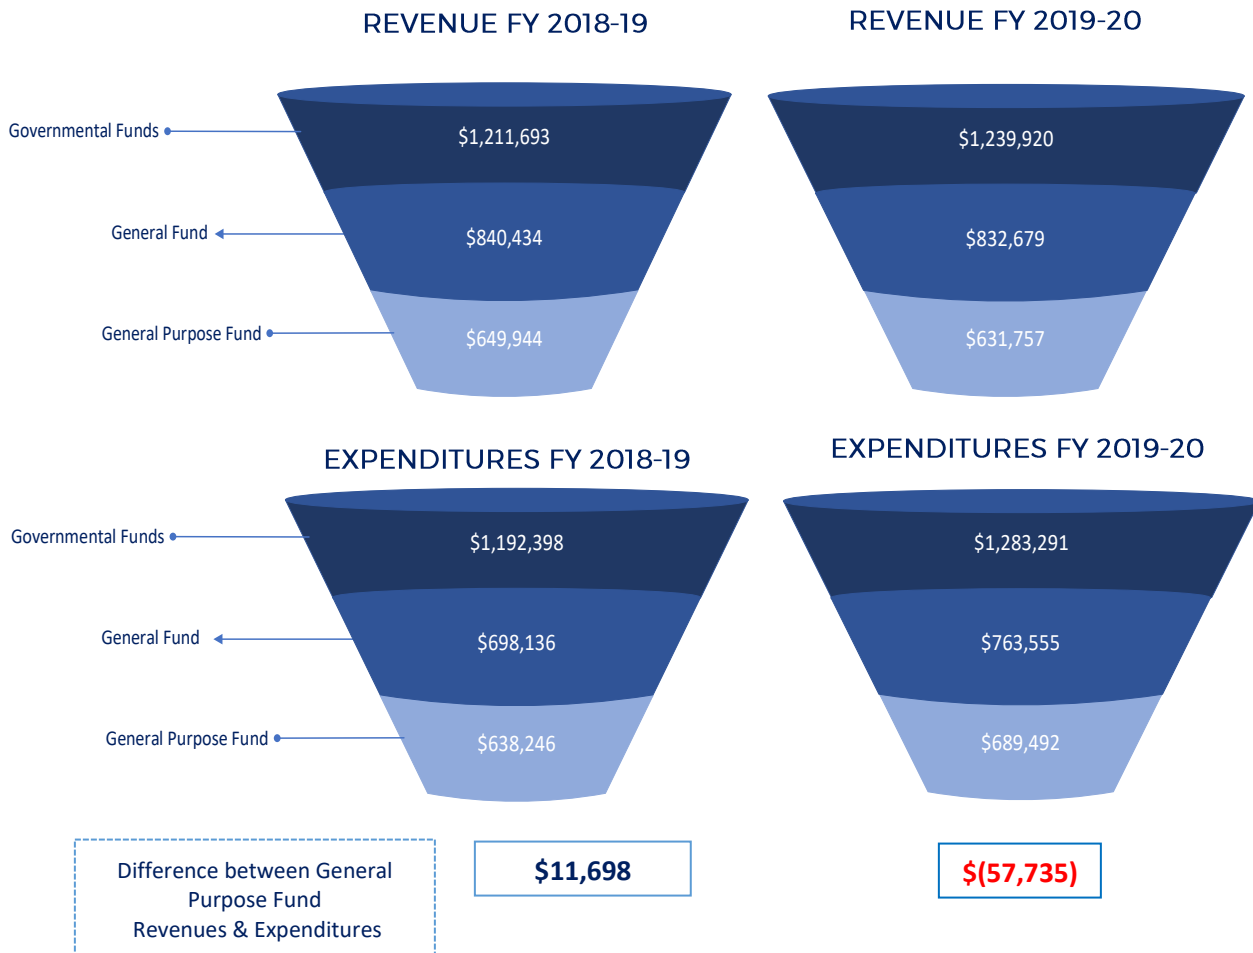 REVENUE FY 2018-19
REVENUE FY 2019-20
Governmental Funds
$1,211,693
$1,239,920
General Fund
$840,434
$832,679
General Purpose Fund
$649,944
$631,757
EXPENDITURES FY 2018-19
EXPENDITURES FY 2019-20
Governmental Funds
$1,192,398
$1,283,291
General Fund
$698,136
$763,555
General Purpose Fund
$638,246
$689,492
Difference between General
Purpose Fund
Revenues & Expenditures
$11,698
$(57,735)